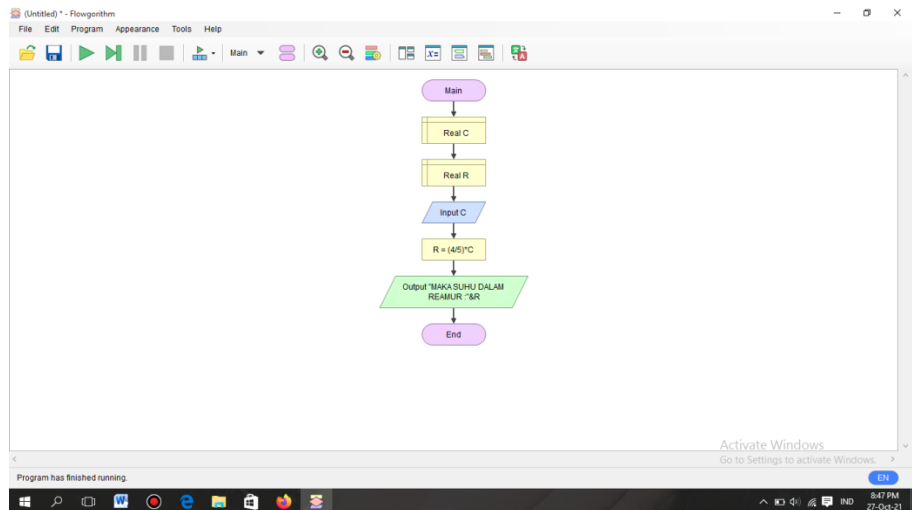 (Untitled) * - Flowgorithm
File Edit Program Appearance Tools Help
Main
Main
Real C
Real R
Input C
R = (4/5)*C
Output "MAKA SUHU DALAM
REAMUR :"&R
End
Activate Windows
Go to Settings to activate Windows.
Program has finished running.
EN
IND
8:47 PM
27-Oct-21